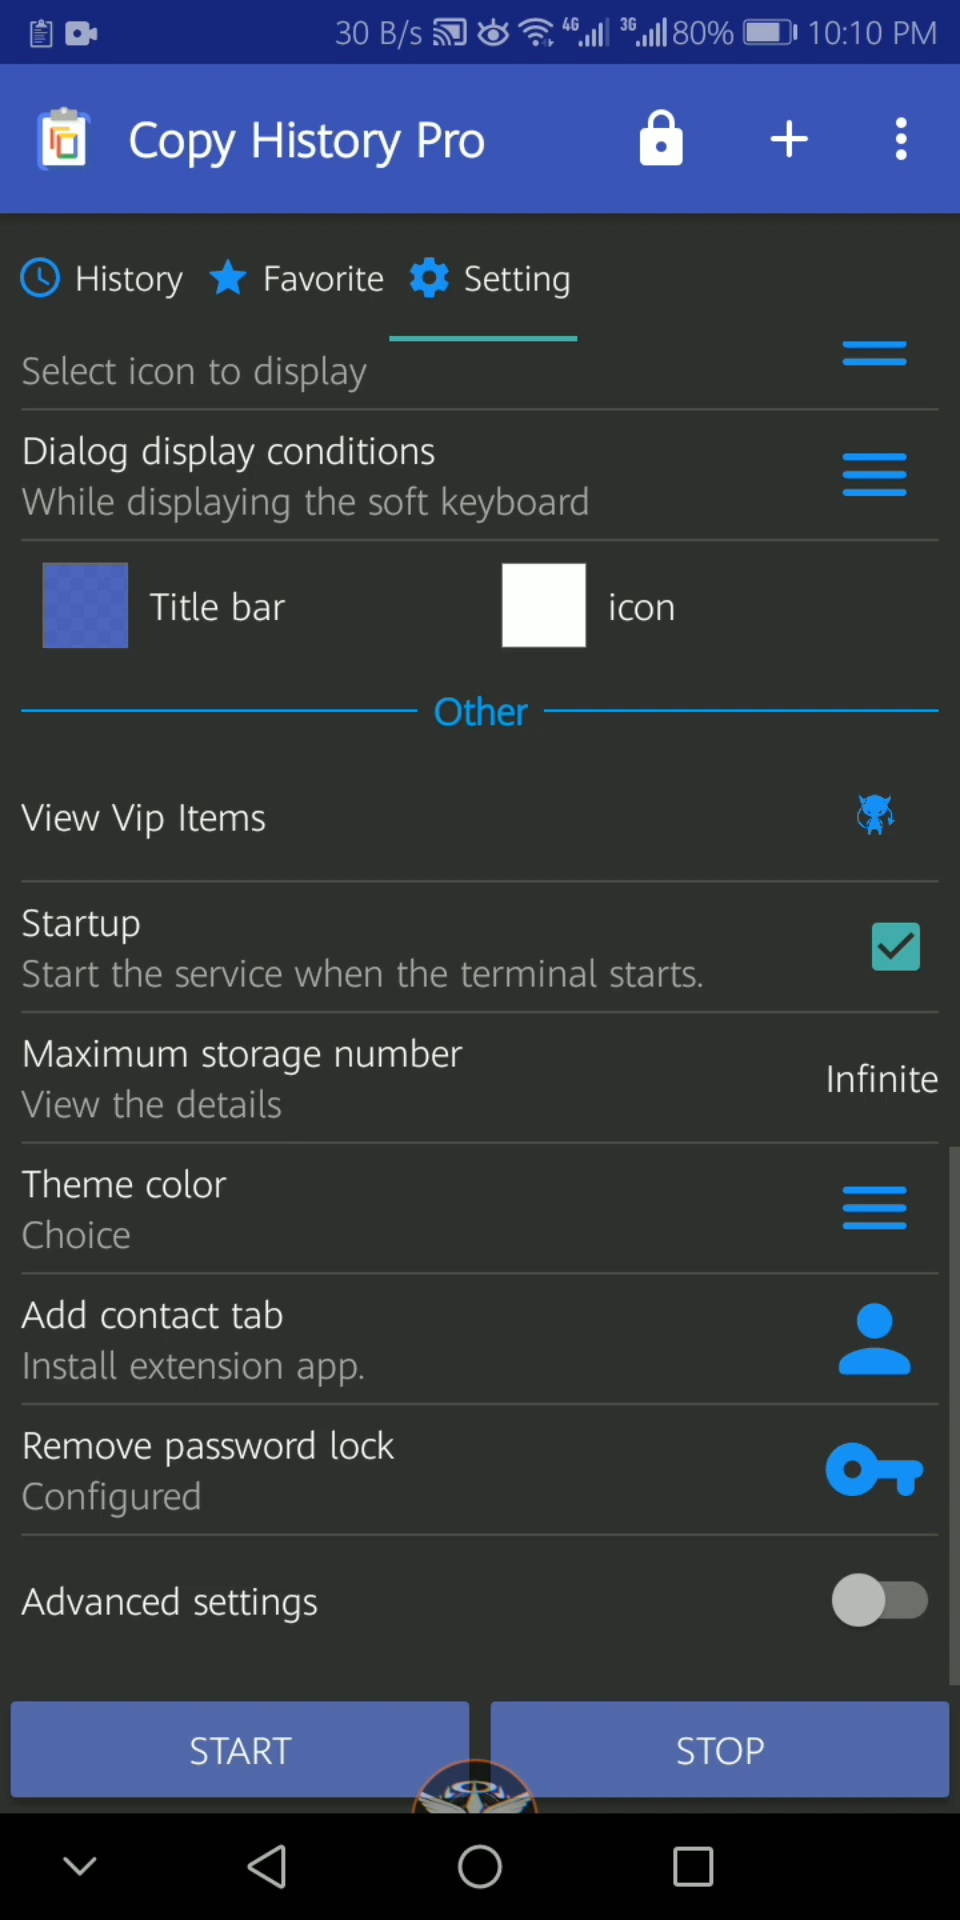 30 B/s 4G 3G 80% 10:10 PM
Copy History Pro
History Favorite Setting
Select icon to display
Dialog display conditions
While displaying the soft keyboard
Title bar icon
Other
View Vip Items
Startup
Start the service when the terminal starts.
Maximum storage number
Infinite
View the details
Theme color
Choice
Add contact tab
Install extension app.
Remove password lock
Configured
Advanced settings
START STOP